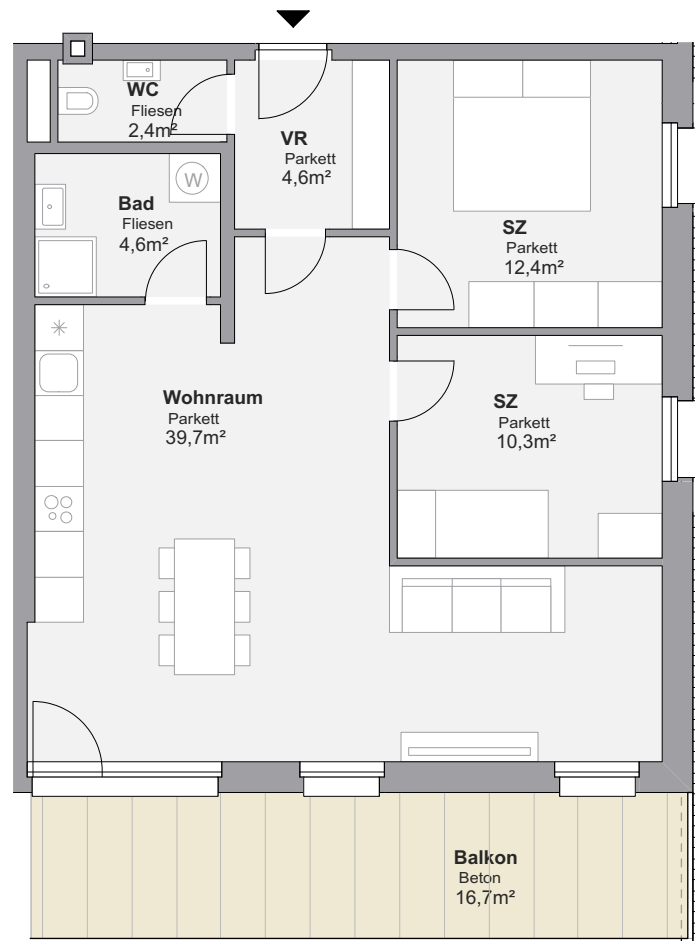 WC
Fliesen
2,4m²
VR
Parkett
4,6m²
W
Bad
Fliesen
4,6m²
SZ
Parkett
12,4m²
Wohnraum
Parkett
39,7m²
SZ
Parkett
10,3m²
Balkon
Beton
16,7m²